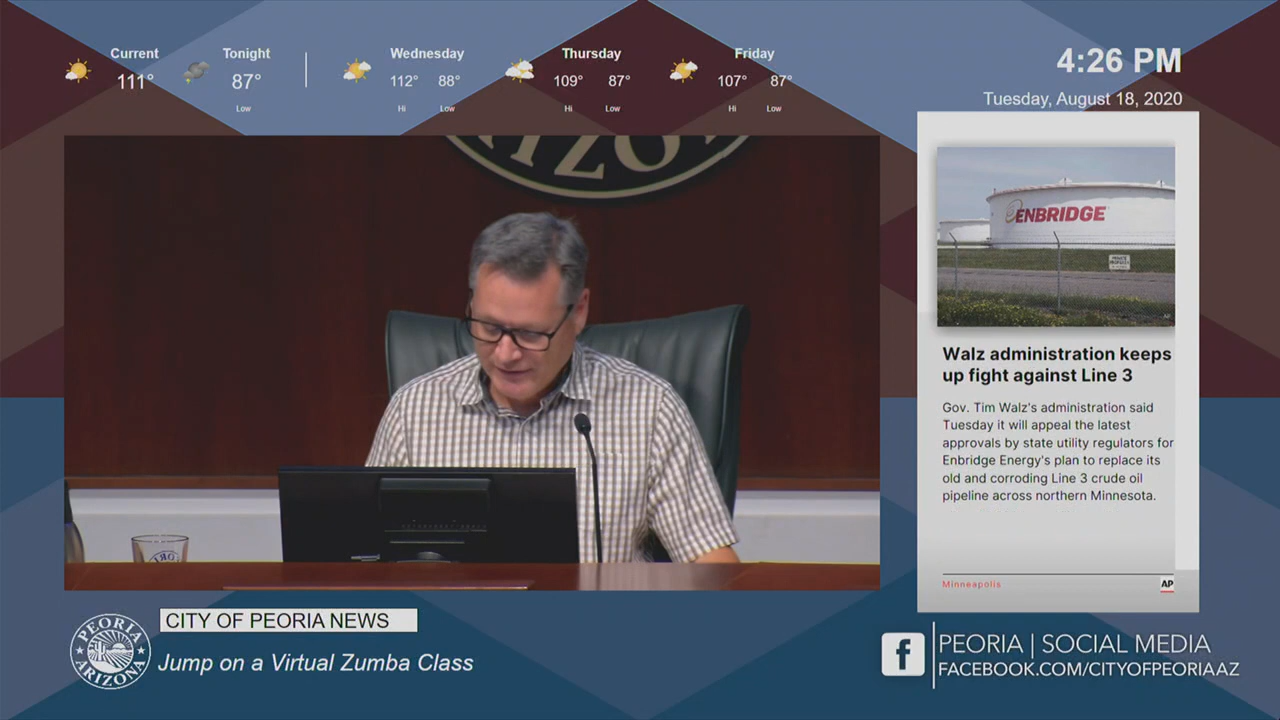 Current
Tonight
Wednesday
Thursday
Friday
111°
87°
112° 88°
109° 87°
107° 87°
Low
Hi Low
Hi Low
Hi Low
4:26 PM
Tuesday, August 18, 2020
IZO
ENBRIDGE
PRIVATE
PROPERTY
AP
Walz administration keeps
up fight against Line 3
Gov. Tim Walz's administration said
Tuesday it will appeal the latest
approvals by state utility regulators for
Enbridge Energy's plan to replace its
old and corroding Line 3 crude oil
pipeline across northern Minnesota.
Minneapolis
AP
PEORIA
ARIZONA
CITY OF PEORIA NEWS
Jump on a Virtual Zumba Class
f
PEORIA | SOCIAL MEDIA
FACEBOOK.COM/CITYOFPEORIAAZ